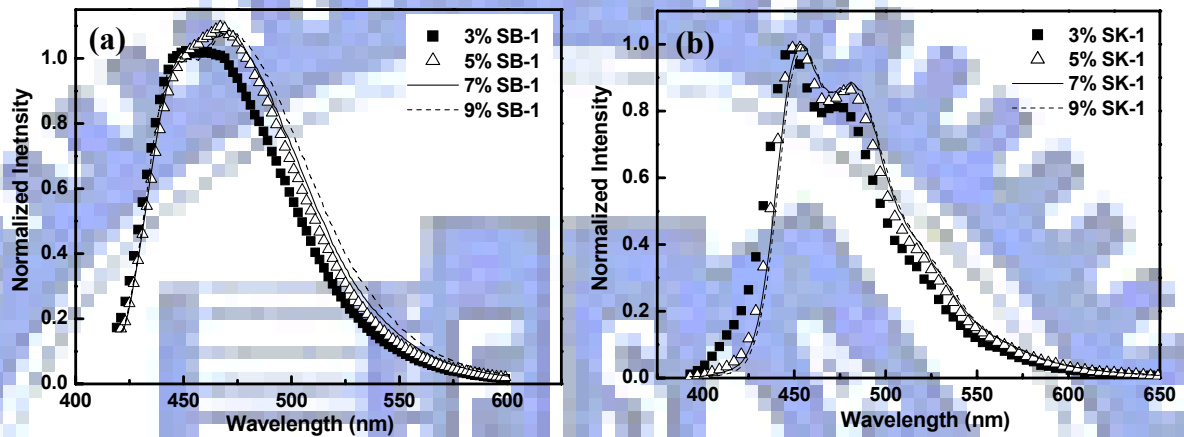 (a)
3% SB-1
5% SB-1
7% SB-1
9% SB-1
Normalized Inetnsity
1.0
0.8
0.6
0.4
0.2
0.0
400
450
500
550
600
Wavelength (nm)
(b)
3% SK-1
5% SK-1
7% SK-1
9% SK-1
Normalized Intensity
1.0
0.8
0.6
0.4
0.2
0.0
400
450
500
550
600
650
Wavelength (nm)